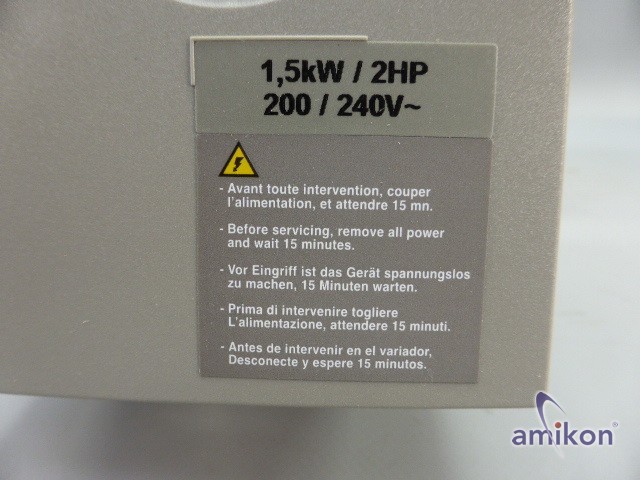 1,5kW / 2HP
200 / 240V~
- Avant toute intervention, couper
l'alimentation, et attendre 15 mn.
- Before servicing, remove all power
and wait 15 minutes.
- Vor Eingriff ist das Gerät spannungslos
zu machen, 15 Minuten warten.
- Prima di intervenire togliere
L'alimentazione, attendere 15 minuti.
- Antes de intervenir en el variador,
Desconecte y espere 15 minutos.
amikon®